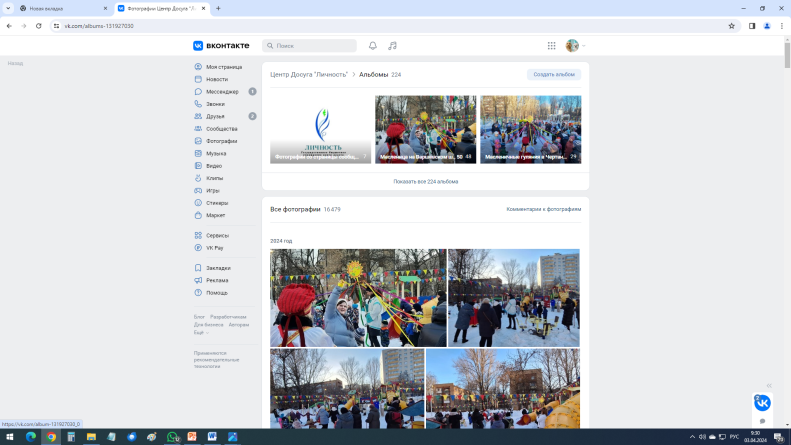 Новая вкладка
Фотографии Центр Досуга "Л
vk.com/albums-131927030
вконтакте
Поиск
Назад
Моя страница
Новости
Мессенджер
Звонки
Друзья 2
Сообщества
Фотографии
Музыка
Видео
Клипы
Игры
Стикеры
Маркет
Сервисы
VK Pay
Закладки
Реклама
Помощь
Блог Разработчикам
Для бизнеса Авторам
Ещё
Применяются
рекомендательные
технологии
Центр Досуга "Личность" > Альбомы 224
Создать альбом
ЛИЧНОСТЬ
Фотографии со страницы сообщ...
Масленица на Варшавском ш., 50 48
Масленичные гуляния в Чертан... 29
Показать все 224 альбома
Все фотографии 16 479
Комментарии к фотографиям
2024 год
https://vk.com/album-131927030_0
РУС
9:30
03.04.2024